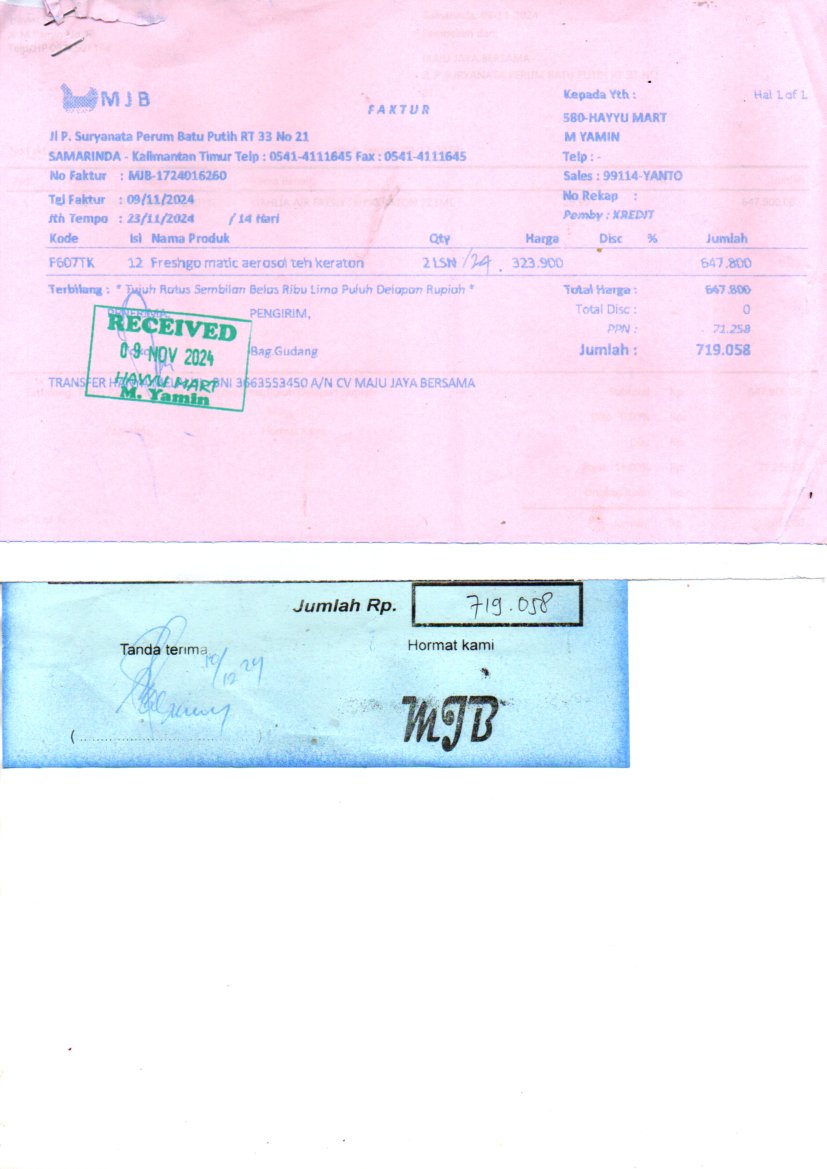 MJB
FAKTUR
Kepada Yth :
Hal 1 of 1
580-HAYYU MART
Jl P. Suryanata Perum Batu Putih RT 33 No 21
M YAMIN
SAMARINDA - Kalimantan Timur Telp : 0541-4111645 Fax : 0541-4111645
Telp : -
No Faktur : MJB-1724016260
Sales : 99114-YANTO
Tgl Faktur : 09/11/2024
No Rekap :
Jth Tempo : 23/11/2024 / 14 Hari
Pemby : KREDIT
Kode Isi Nama Produk Qty Harga Disc % Jumlah
F607TK 12 Freshgo matic aerosol teh keraton 2 LSN /24 323.900 647.800
Terbilang : * Tujuh Ratus Sembilan Belas Ribu Lima Puluh Delapan Rupiah *
Total Harga : 647.800
PENGIRIM,
Total Disc : 0
PPN : 71.258
Bag.Gudang
Jumlah : 719.058
RECEIVED
09 NOV 2024
HAYYU MART
M. Yamin
TRANSFER BNI 3663553450 A/N CV MAJU JAYA BERSAMA
Jumlah Rp. 719.058
Tanda terima
Hormat kami
10/12 24
MJB
(..............................)